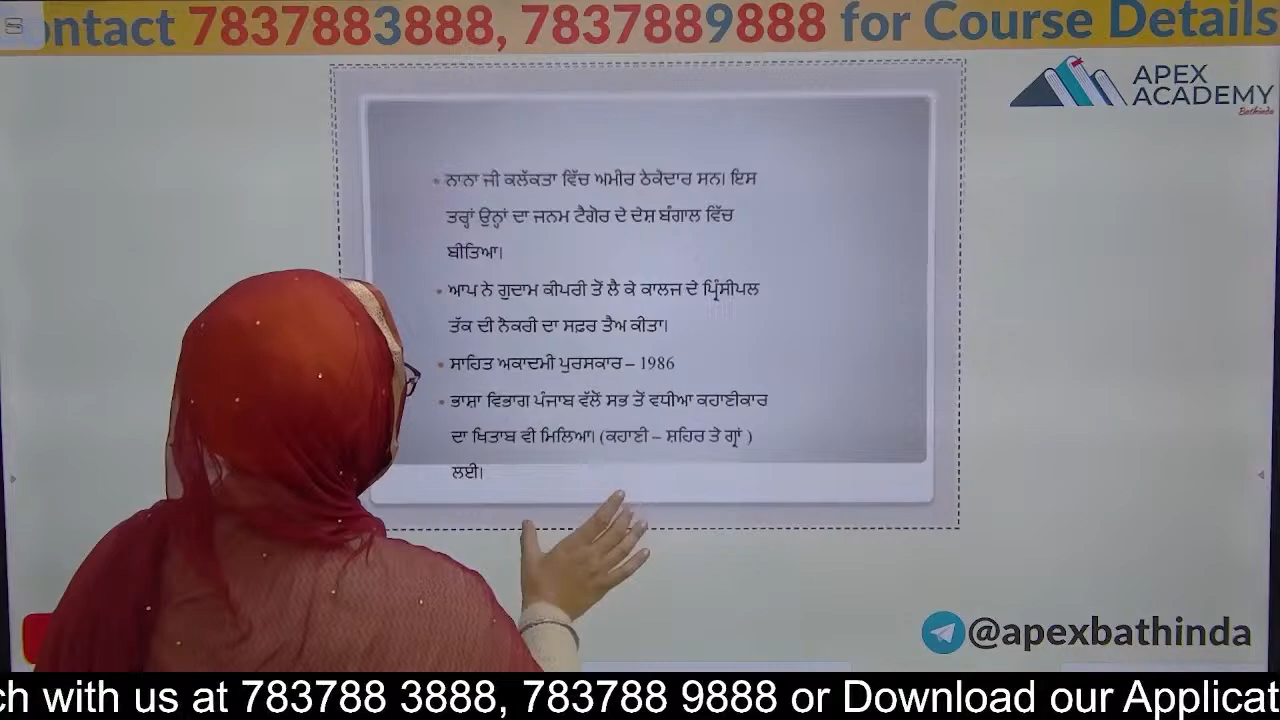 ontact 7837883888, 7837889888 for Course Details
APEX
ACADEMY
Bathinda
• ਨਾਨਾ ਜੀ ਕਲੱਕਤਾ ਵਿੱਚ ਅਮੀਰ ਠੇਕੇਦਾਰ ਸਨ। ਇਸ
ਤਰ੍ਹਾਂ ਉਨ੍ਹਾਂ ਦਾ ਜਨਮ ਟੈਗੋਰ ਦੇ ਦੇਸ਼ ਬੰਗਾਲ ਵਿੱਚ
ਬੀਤਿਆ।
• ਆਪ ਨੇ ਗੁਦਾਮ ਕੀਪਰੀ ਤੋਂ ਲੈ ਕੇ ਕਾਲਜ ਦੇ ਪ੍ਰਿੰਸੀਪਲ
ਤੱਕ ਦੀ ਨੋਕਰੀ ਦਾ ਸਫ਼ਰ ਤੈਅ ਕੀਤਾ।
• ਸਾਹਿਤ ਅਕਾਦਮੀ ਪੁਰਸਕਾਰ – 1986
• ਭਾਸ਼ਾ ਵਿਭਾਗ ਪੰਜਾਬ ਵੱਲੋਂ ਸਭ ਤੋਂ ਵਧੀਆ ਕਹਾਣੀਕਾਰ
ਦਾ ਖਿਤਾਬ ਵੀ ਮਿਲਿਆ। (ਕਹਾਣੀ – ਸ਼ਹਿਰ ਤੇ ਗ੍ਰਾਂ )
ਲਈ।
@apexbathinda
ch with us at 783788 3888, 783788 9888 or Download our Applicat